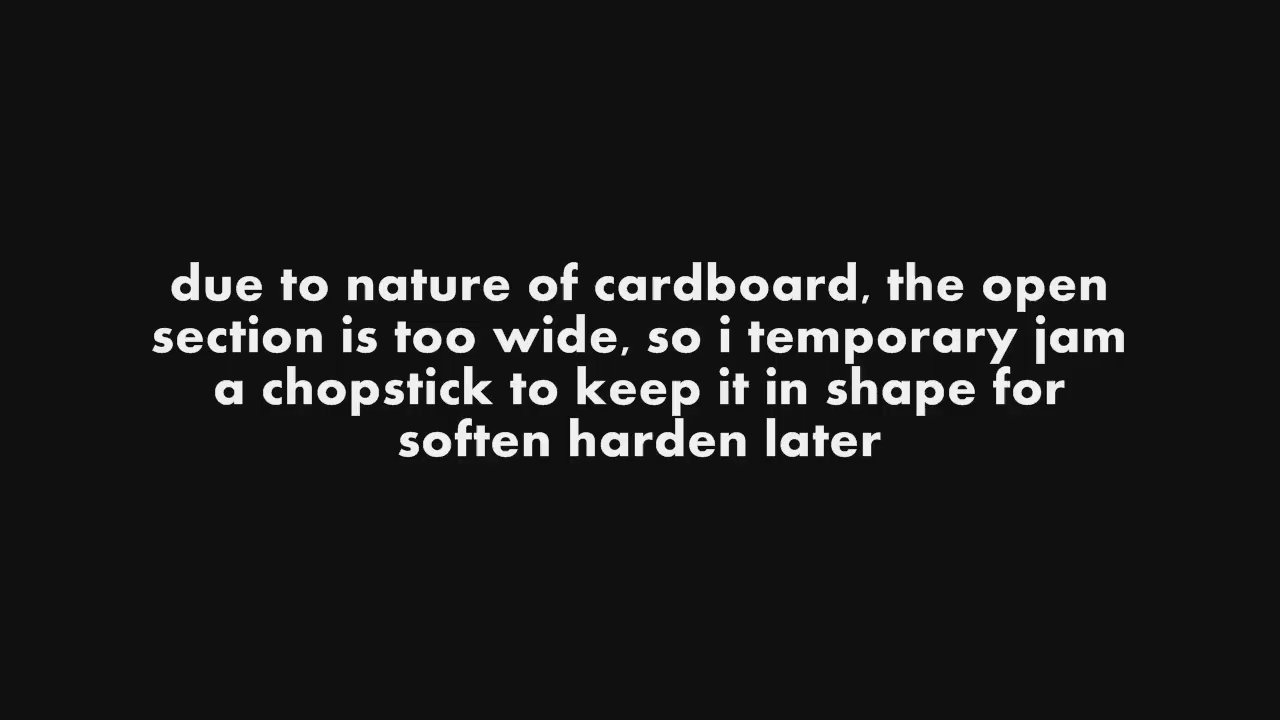 due to nature of cardboard, the open
section is too wide, so i temporary jam
a chopstick to keep it in shape for
soften harden later